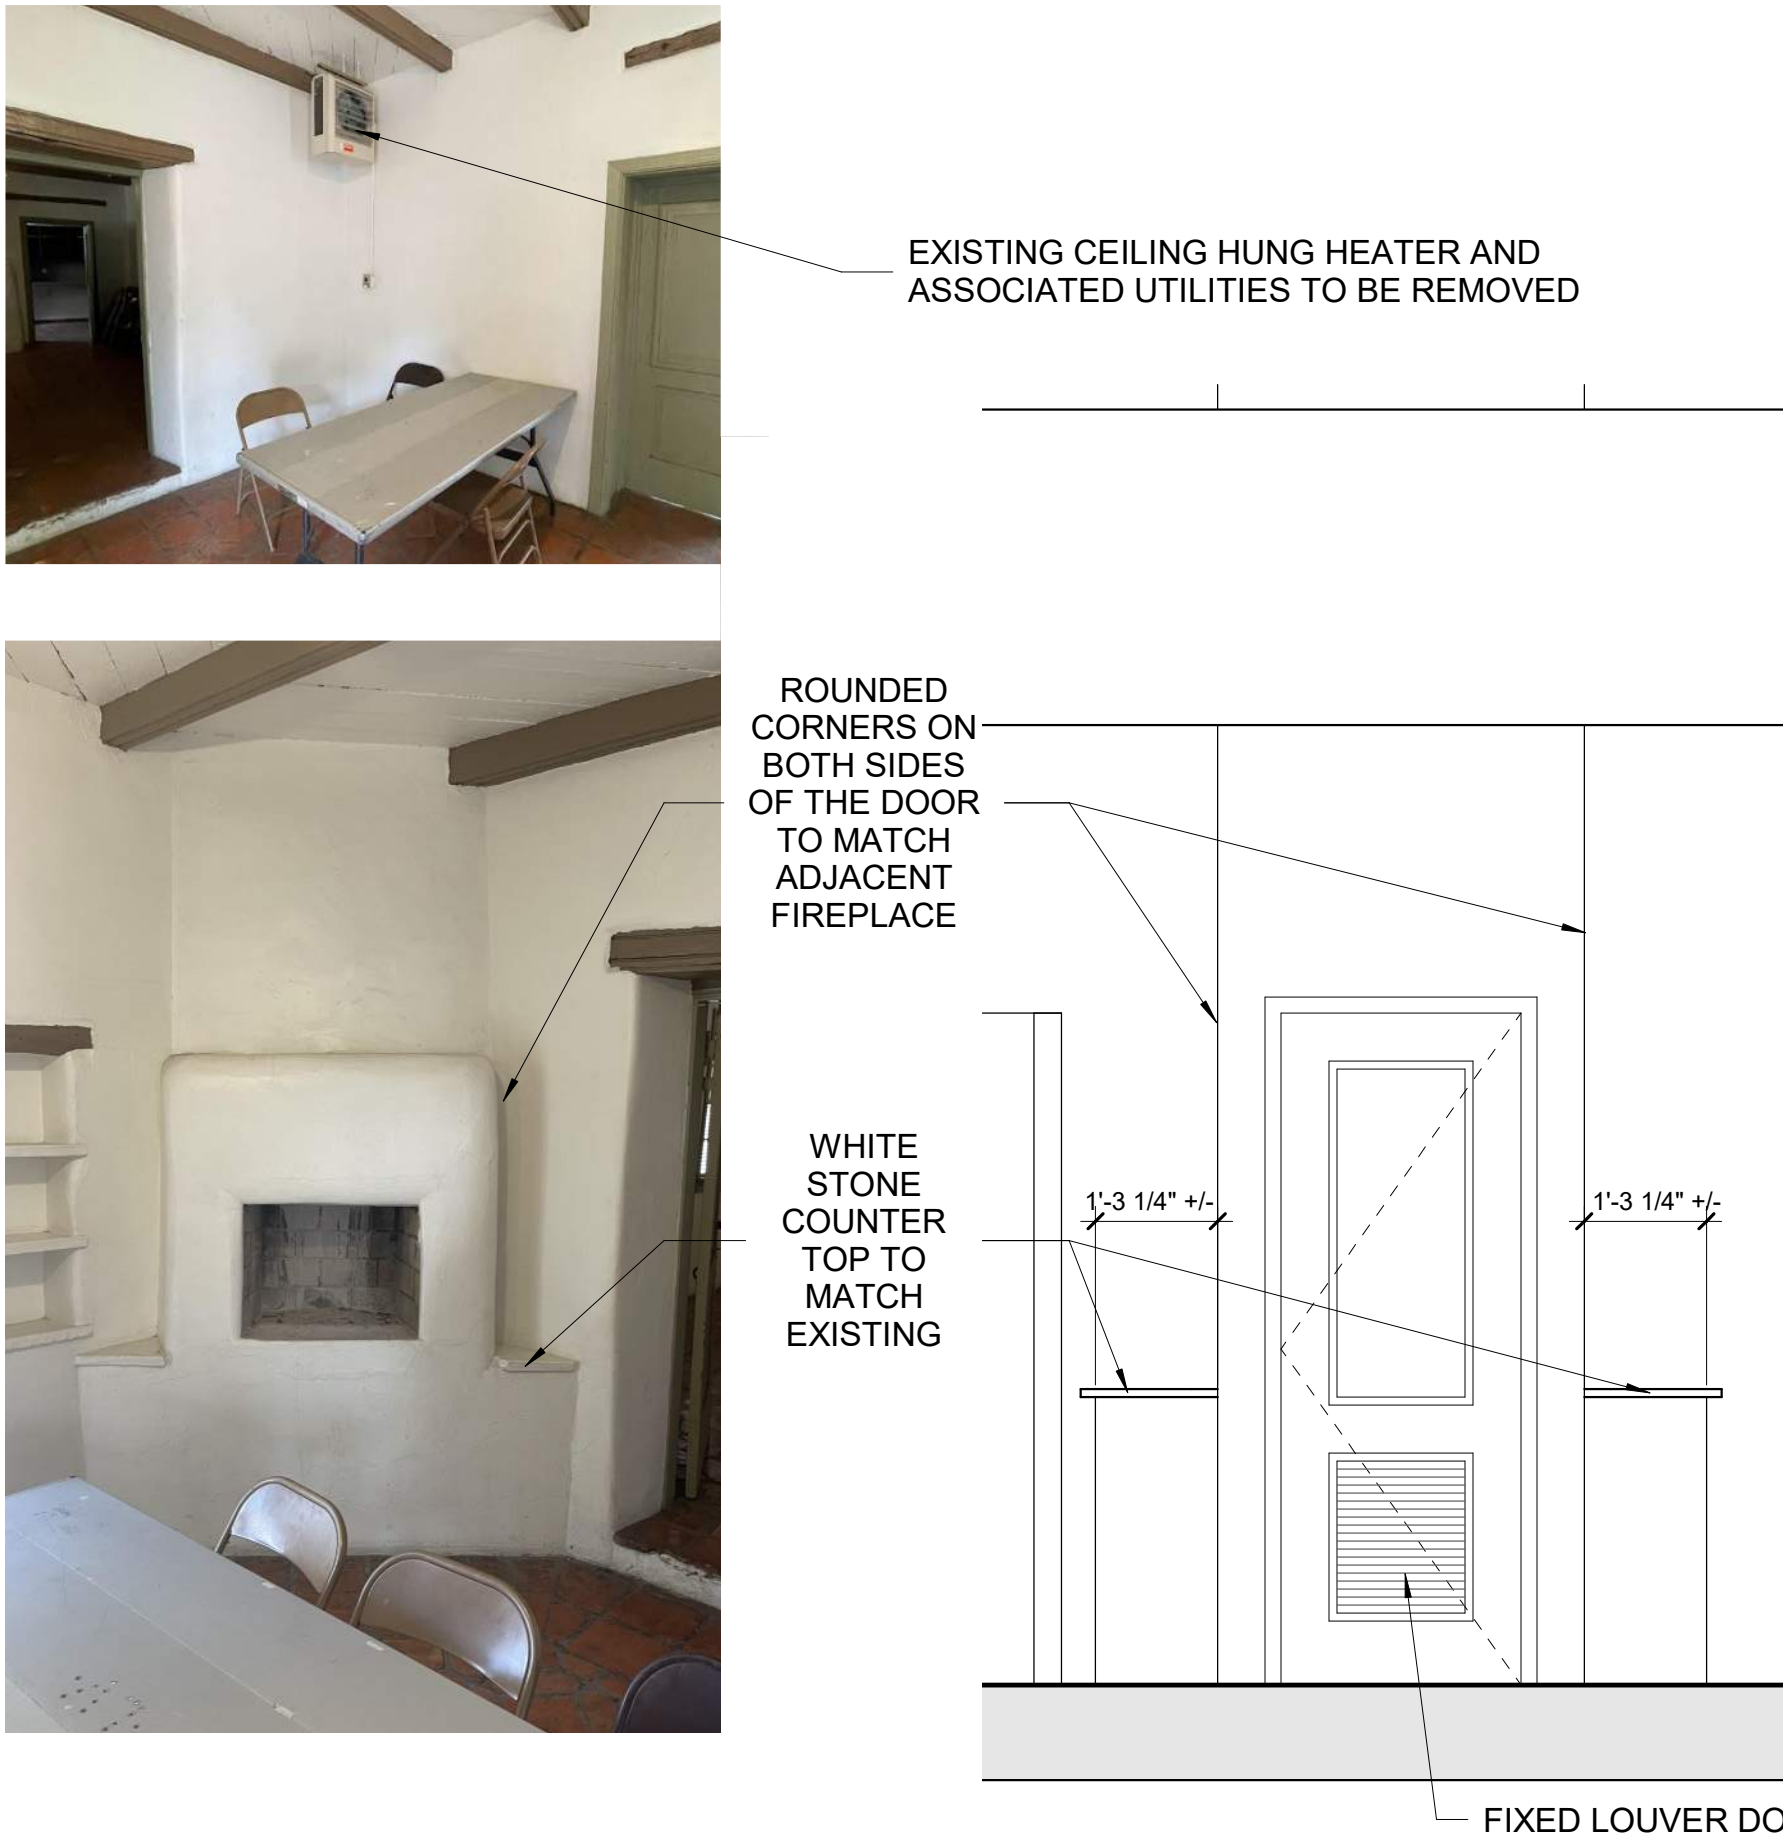 EXISTING CEILING HUNG HEATER AND
ASSOCIATED UTILITIES TO BE REMOVED
ROUNDED
CORNERS ON
BOTH SIDES
OF THE DOOR
TO MATCH
ADJACENT
FIREPLACE
WHITE
STONE
COUNTER
TOP TO
MATCH
EXISTING
1'-3 1/4" +/-
1'-3 1/4" +/-
FIXED LOUVER DO